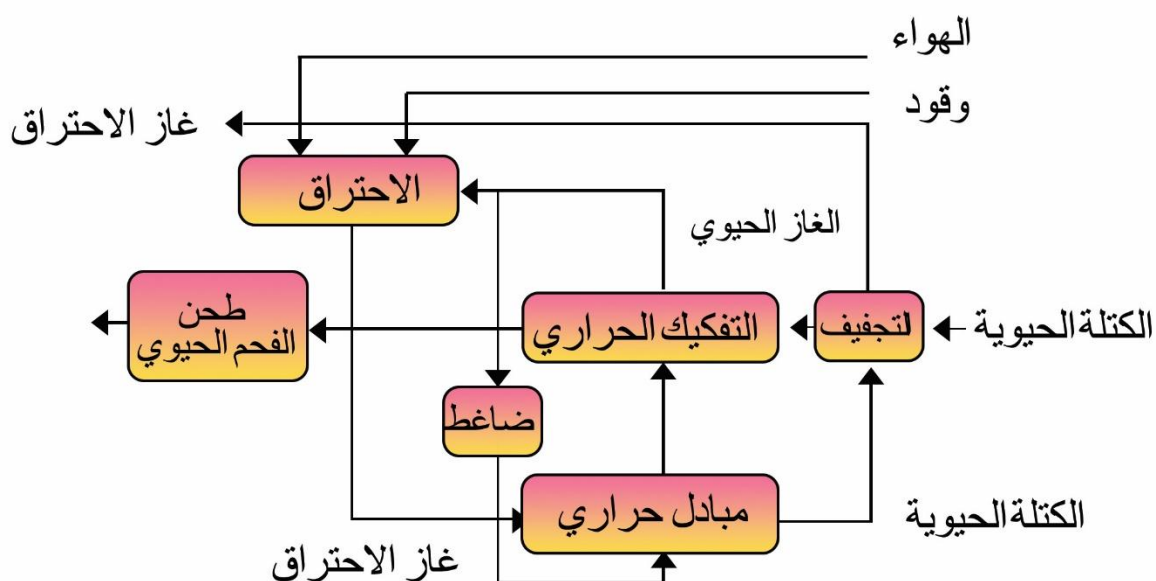 الهواء
وقود
غاز الاحتراق
الاحتراق
الغاز الحيوي
الكتلة الحيوية
لتجفيف
التفكيك الحراري
طحن
الفحم الحيوي
ضاغط
مبادل حراري
الكتلة الحيوية
غاز الاحتراق